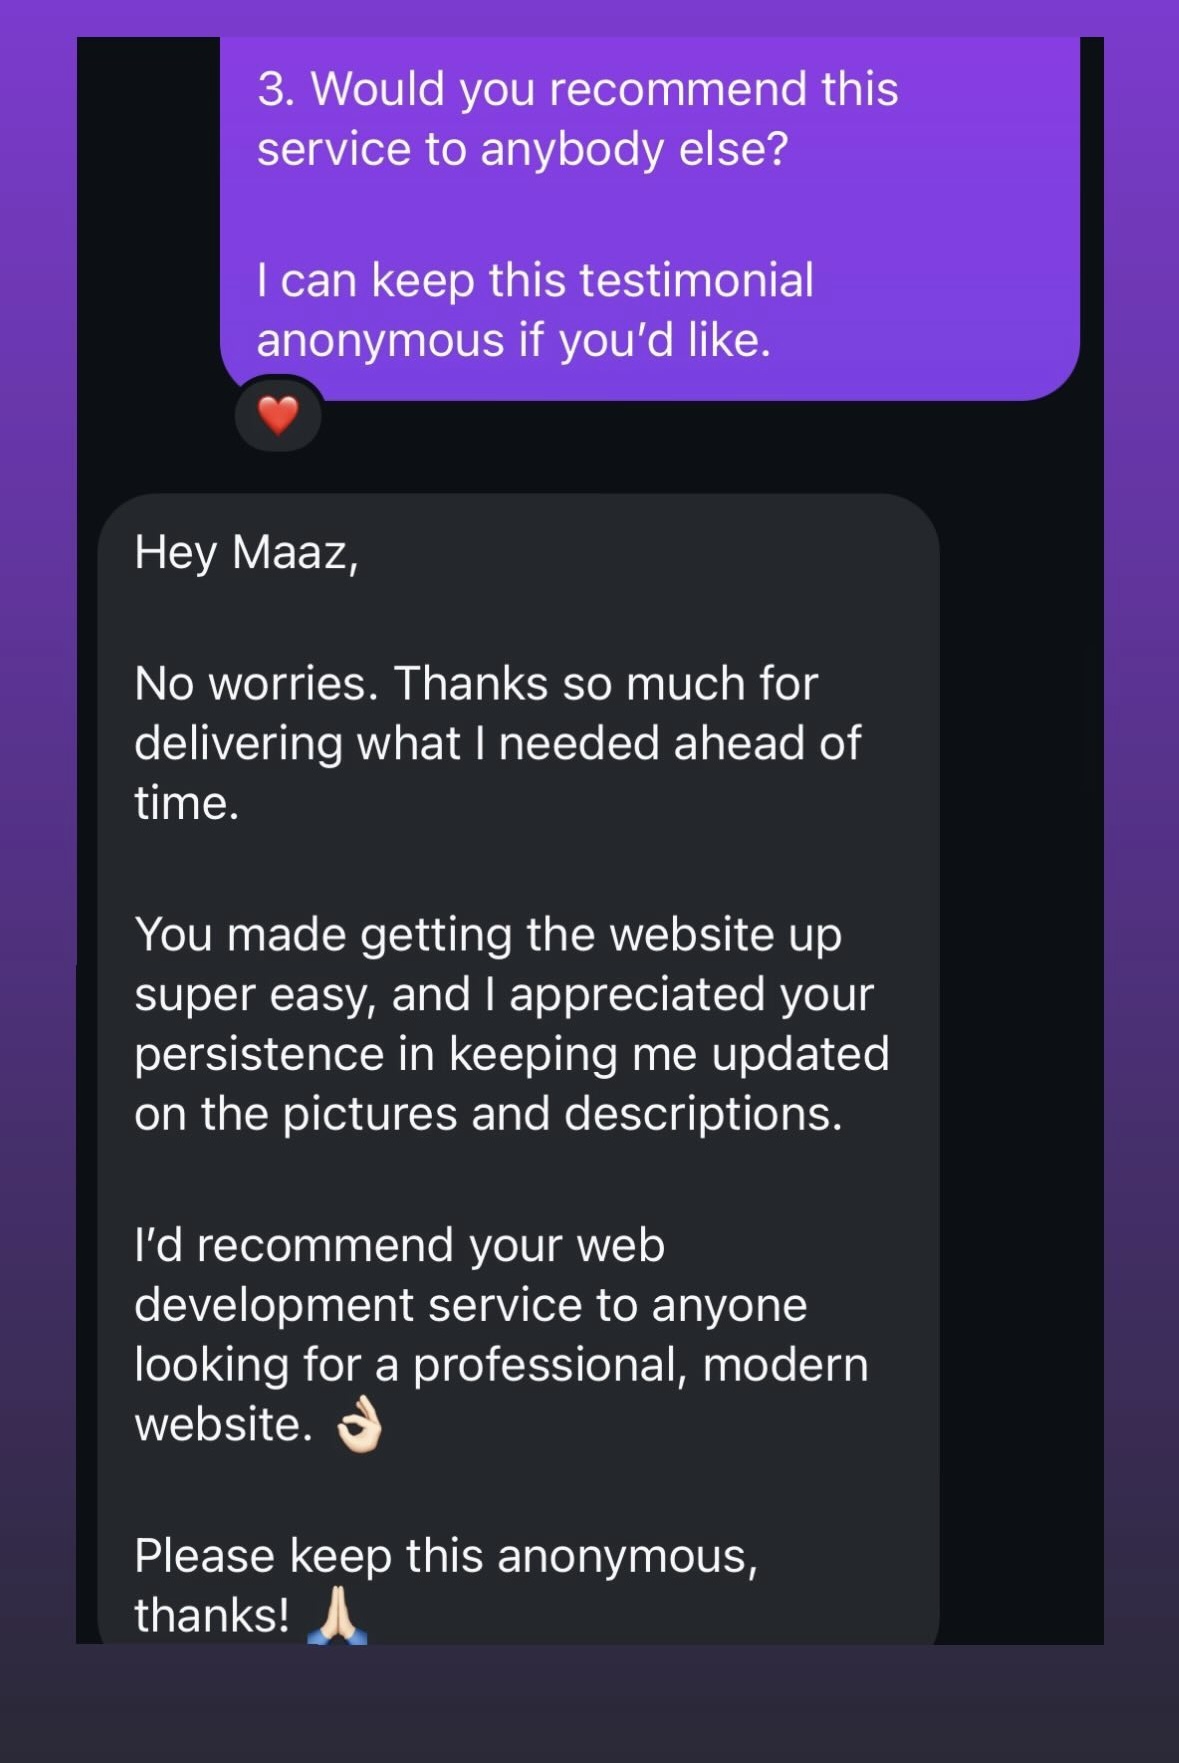 3. Would you recommend this
service to anybody else?
I can keep this testimonial
anonymous if you’d like.
Hey Maaz,
No worries. Thanks so much for
delivering what I needed ahead of
time.
You made getting the website up
super easy, and I appreciated your
persistence in keeping me updated
on the pictures and descriptions.
I’d recommend your web
development service to anyone
looking for a professional, modern
website. 👌🏻
Please keep this anonymous,
thanks! 🙏🏻